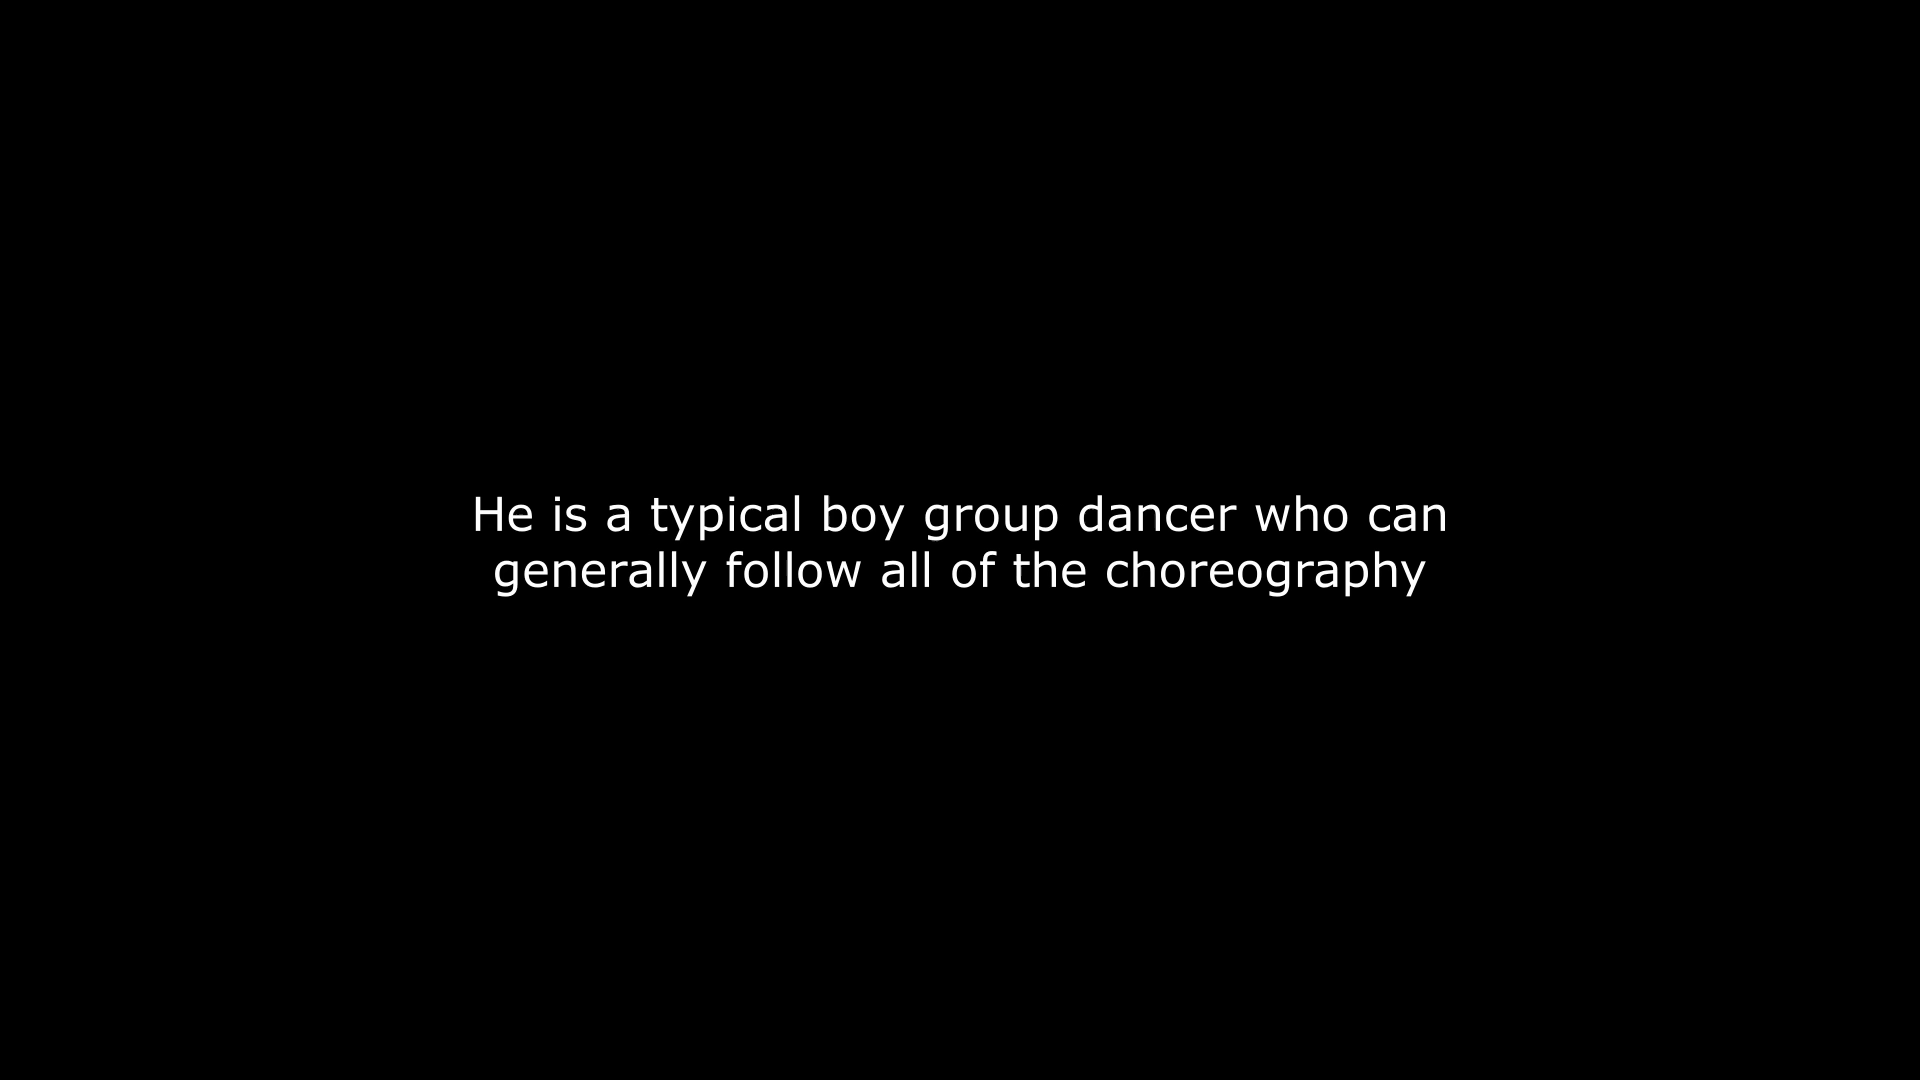 He is a typical boy group dancer who can
generally follow all of the choreography